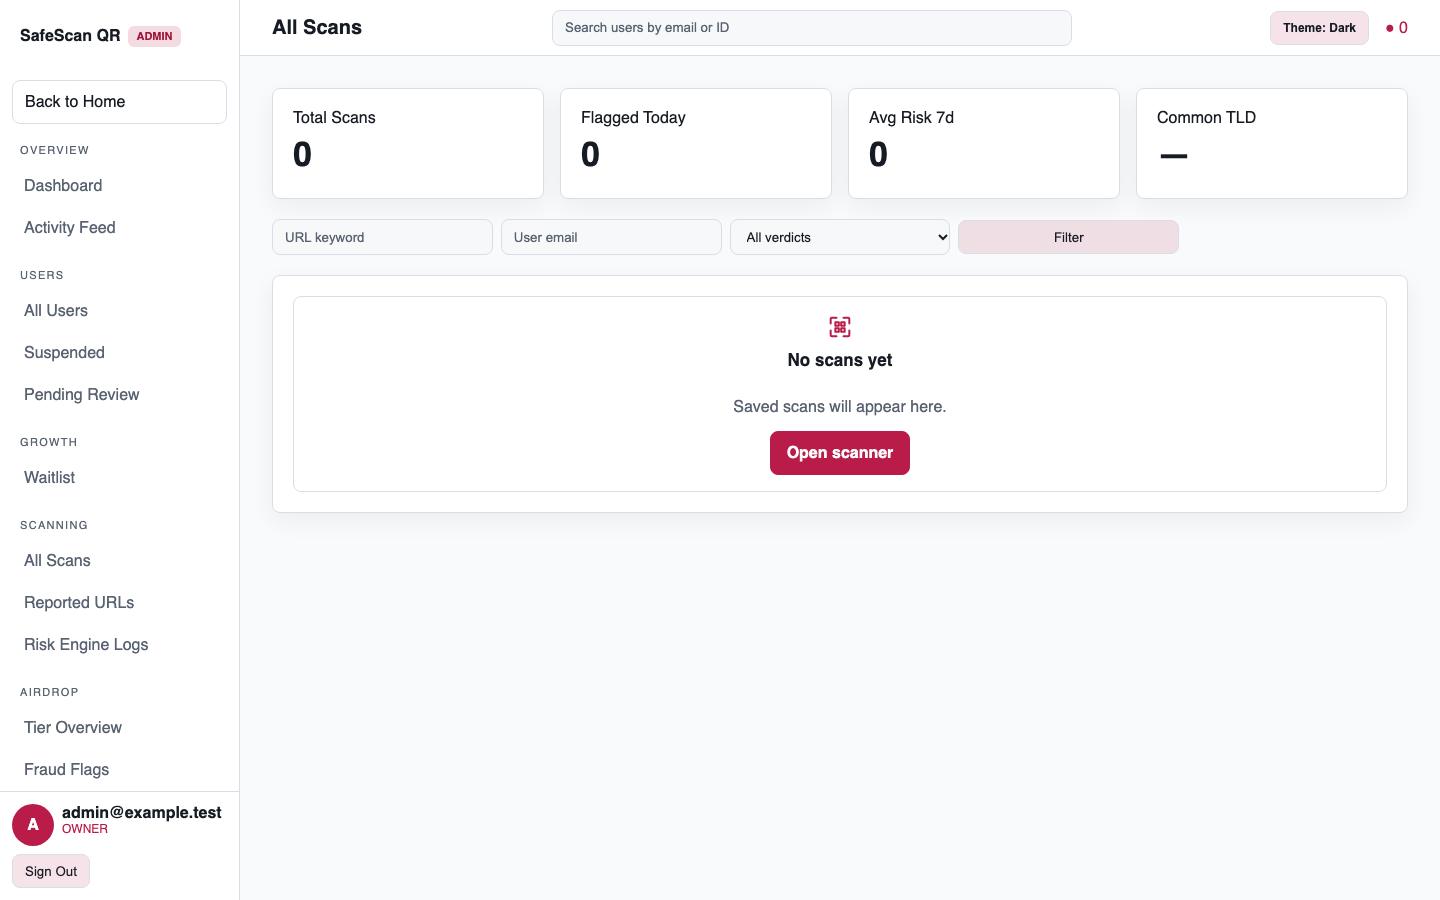 SafeScan QR ADMIN
Back to Home
OVERVIEW
Dashboard
Activity Feed
USERS
All Users
Suspended
Pending Review
GROWTH
Waitlist
SCANNING
All Scans
Reported URLs
Risk Engine Logs
AIRDROP
Tier Overview
Fraud Flags
A
admin@example.test
OWNER
Sign Out
All Scans
Search users by email or ID
Theme: Dark
● 0
Total Scans
0
Flagged Today
0
Avg Risk 7d
0
Common TLD
—
URL keyword
User email
All verdicts
Filter
No scans yet
Saved scans will appear here.
Open scanner